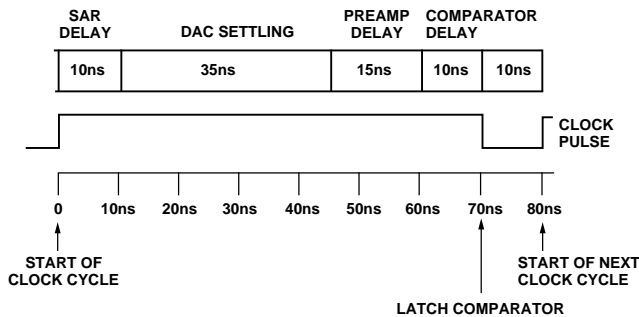 SAR
DELAY
DAC SETTLING
PREAMP
DELAY
COMPARATOR
DELAY
10ns
35ns
15ns
10ns
10ns
CLOCK
PULSE
0
10ns
20ns
30ns
40ns
50ns
60ns
70ns
80ns
START OF
CLOCK CYCLE
START OF NEXT
CLOCK CYCLE
LATCH COMPARATOR